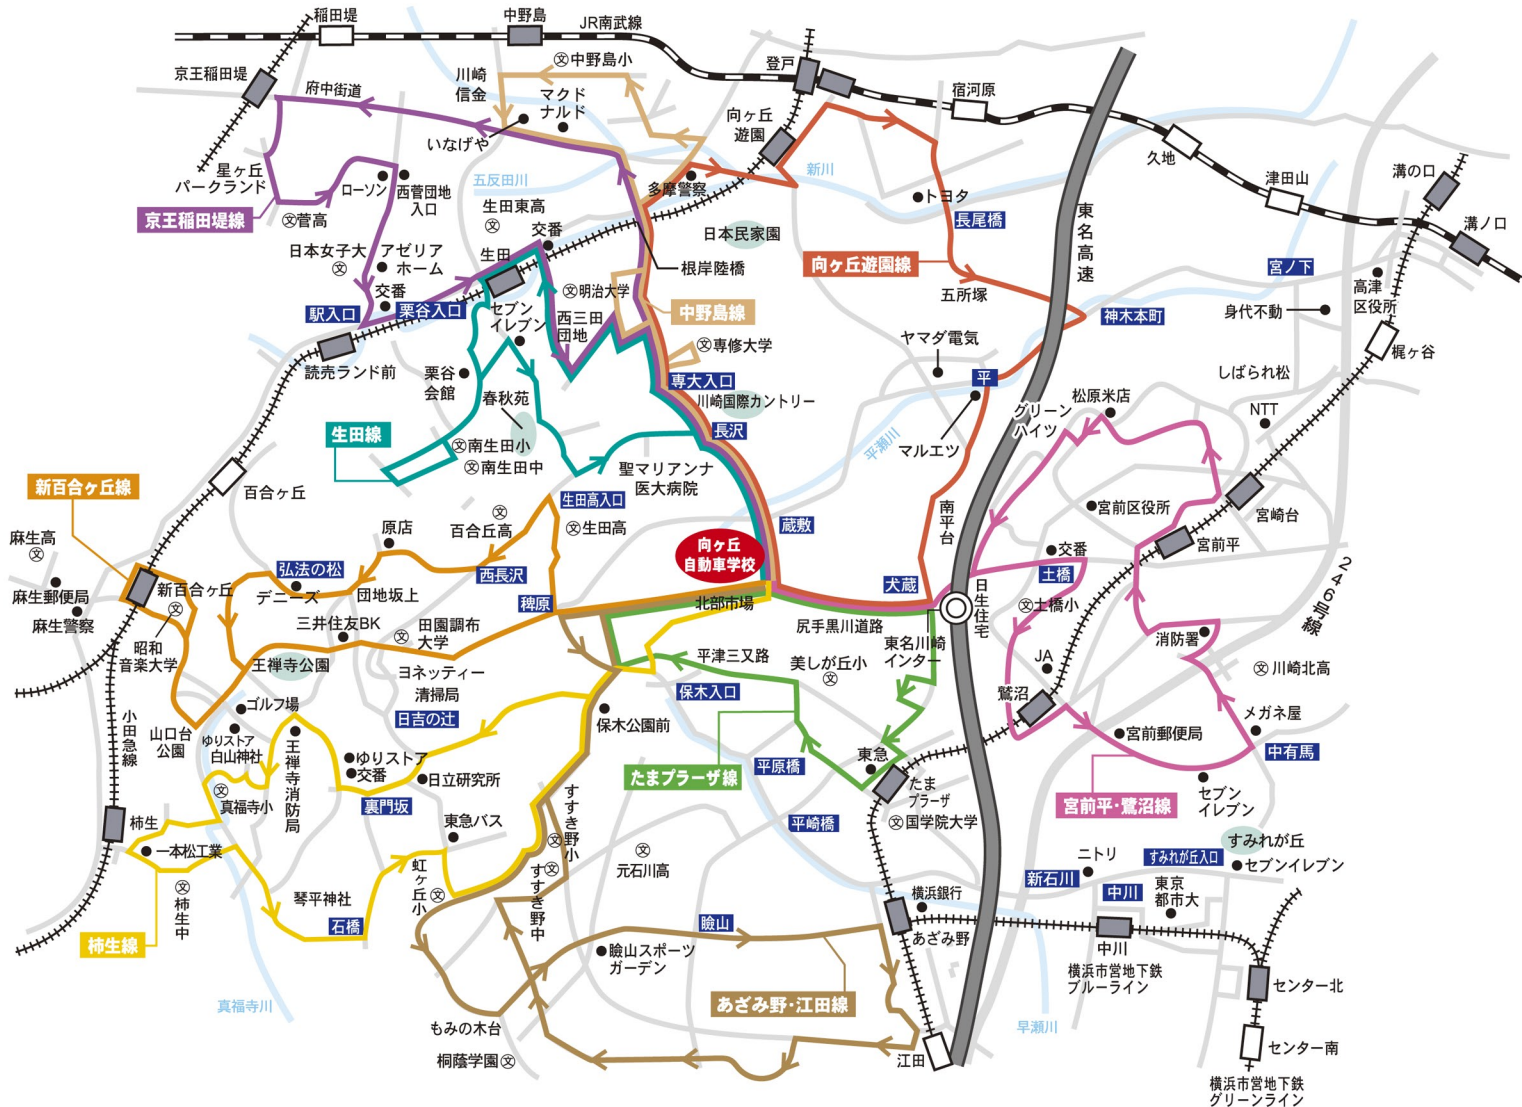 稲田堤
中野島
JR南武線
京王稲田堤
府中街道
川崎
信金
中野島小
マクド
ナルド
いなげや
登戸
向ヶ丘
遊園
宿河原
久地
津田山
溝の口
溝ノ口
星ヶ丘
パークランド
ローソン
西菅団地
入口
五反田川
多摩警察
新川
トヨタ
長尾橋
東名高速
京王稲田堤線
菅高
生田東高
交番
日本民家園
向ヶ丘遊園線
宮ノ下
高津
区役所
日本女子大
アゼリア
ホーム
生田
根岸陸橋
五所塚
交番
駅入口
栗谷入口
セブン
イレブン
明治大学
西三田
団地
中野島線
神木本町
身代不動
梶ヶ谷
読売ランド前
専修大学
ヤマダ電気
しばられ松
栗谷
会館
春秋苑
専大入口
川崎国際カントリー
平
松原米店
グリーン
ハイツ
NTT
生田線
長沢
平瀬川
マルエツ
南生田小
南生田中
聖マリアンナ
医大病院
新百合ヶ丘線
百合ヶ丘
生田高入口
宮前区役所
宮崎台
南平台
麻生高
原店
百合丘高
生田高
蔵敷
向ヶ丘
自動車学校
宮前平
交番
246号線
麻生郵便局
新百合ヶ丘
弘法の松
デニーズ
団地坂上
西長沢
稗原
北部市場
犬蔵
土橋
日生住宅
土橋小
麻生警察
昭和
音楽大学
三井住友BK
田園調布
大学
尻手黒川道路
東名川崎
インター
消防署
王禅寺公園
ヨネッティー
清掃局
平津三又路
美しが丘小
JA
川崎北高
保木入口
鷺沼
小田急線
山口台
公園
ゴルフ場
ゆりストア
白山神社
日吉の辻
保木公園前
宮前郵便局
メガネ屋
中有馬
王禅寺消防局
ゆりストア
交番
日立研究所
平原橋
東急
たまプラーザ線
たま
プラーザ
セブン
イレブン
宮前平・鷺沼線
真福寺小
裏門坂
東急バス
すすき野小
平崎橋
国学院大学
柿生
すみれが丘
一本松工業
虹ヶ丘小
元石川高
ニトリ
すみれが丘入口
セブンイレブン
新石川
中川
東京
都市大
柿生中
琴平神社
すすき野中
横浜銀行
石橋
瞼山
あざみ野
柿生線
瞼山スポーツ
ガーデン
中川
横浜市営地下鉄
ブルーライン
センター北
真福寺川
もみの木台
あざみ野・江田線
早瀬川
桐蔭学園
江田
センター南
横浜市営地下鉄
グリーンライン